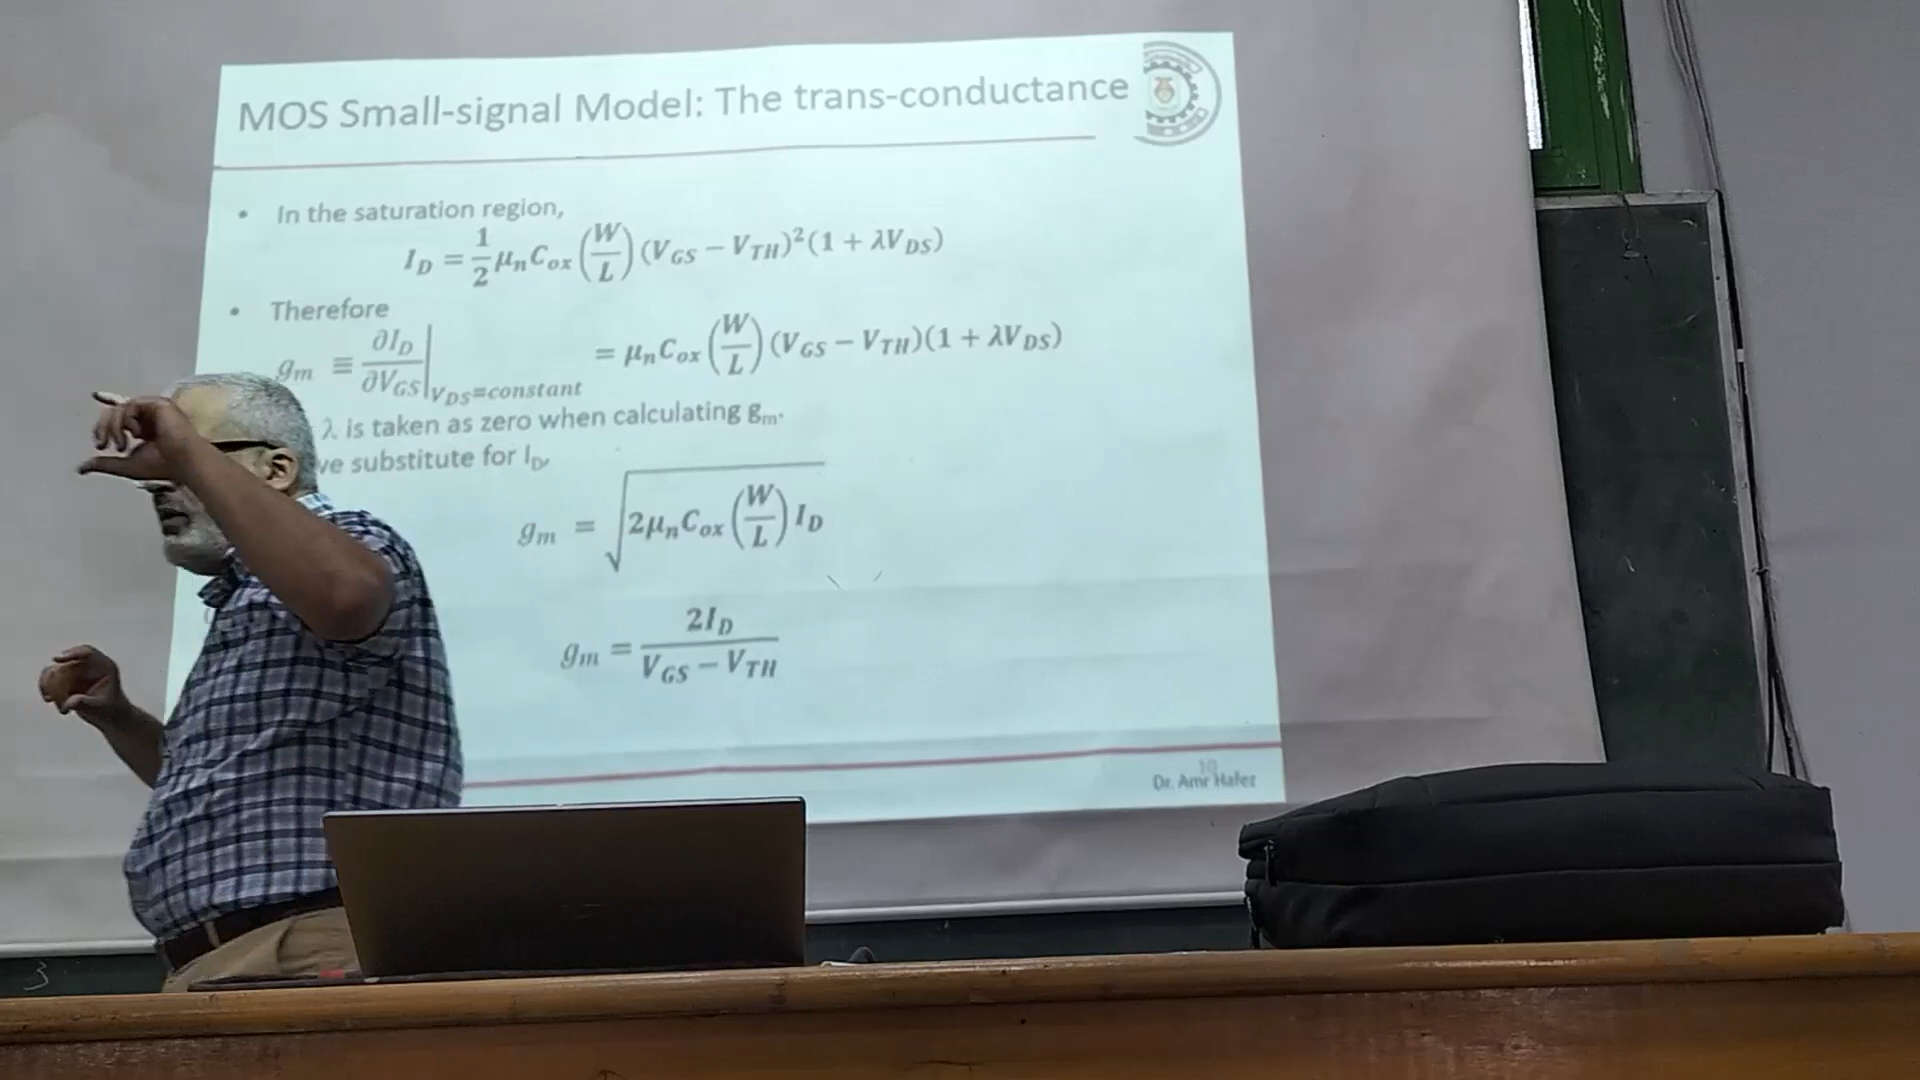 MOS Small-signal Model: The trans-conductance
• In the saturation region,
I_D = 1/2 μ_n C_ox (W/L) (V_GS − V_TH)² (1 + λV_DS)
• Therefore
g_m ≡ ∂I_D/∂V_GS |_{V_DS=constant} = μ_n C_ox (W/L) (V_GS − V_TH)(1 + λV_DS)
λ is taken as zero when calculating g_m.
substitute for I_D,
g_m = √(2μ_n C_ox (W/L) I_D)
g_m = 2I_D / (V_GS − V_TH)
10
Dr. Amr Hafez
3